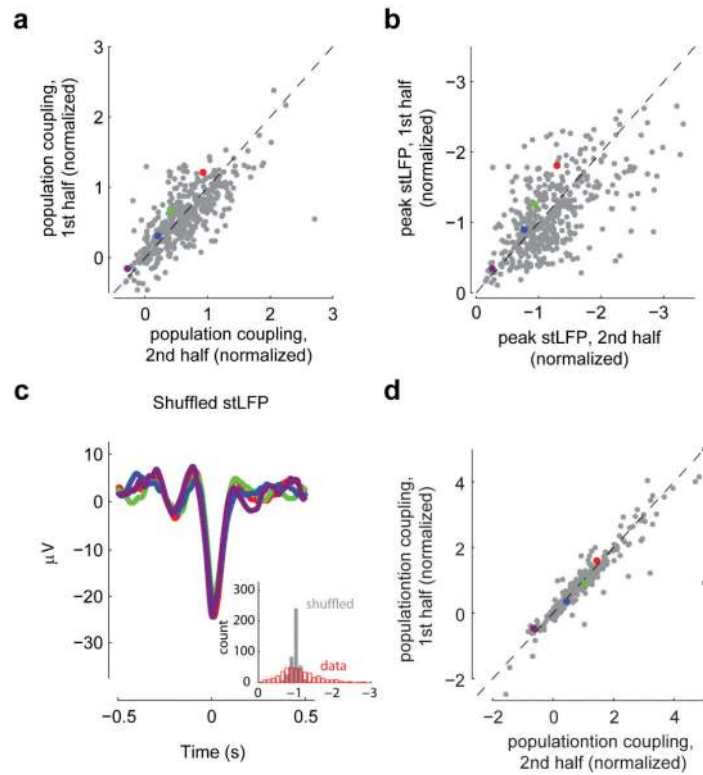 a
population coupling,
1st half (normalized)
3
2
1
0
0 1 2 3
population coupling,
2nd half (normalized)
b
peak stLFP, 1st half
(normalized)
−3
−2
−1
0
0 −1 −2 −3
peak stLFP, 2nd half
(normalized)
c
Shuffled stLFP
μV
10
0
−10
−20
−30
−0.5 0 0.5
Time (s)
count
300
200
100
0
0 −1 −2 −3
shuffled
data
d
populationtion coupling,
1st half (normalized)
4
2
0
−2
−2 0 2 4
populationtion coupling,
2nd half (normalized)